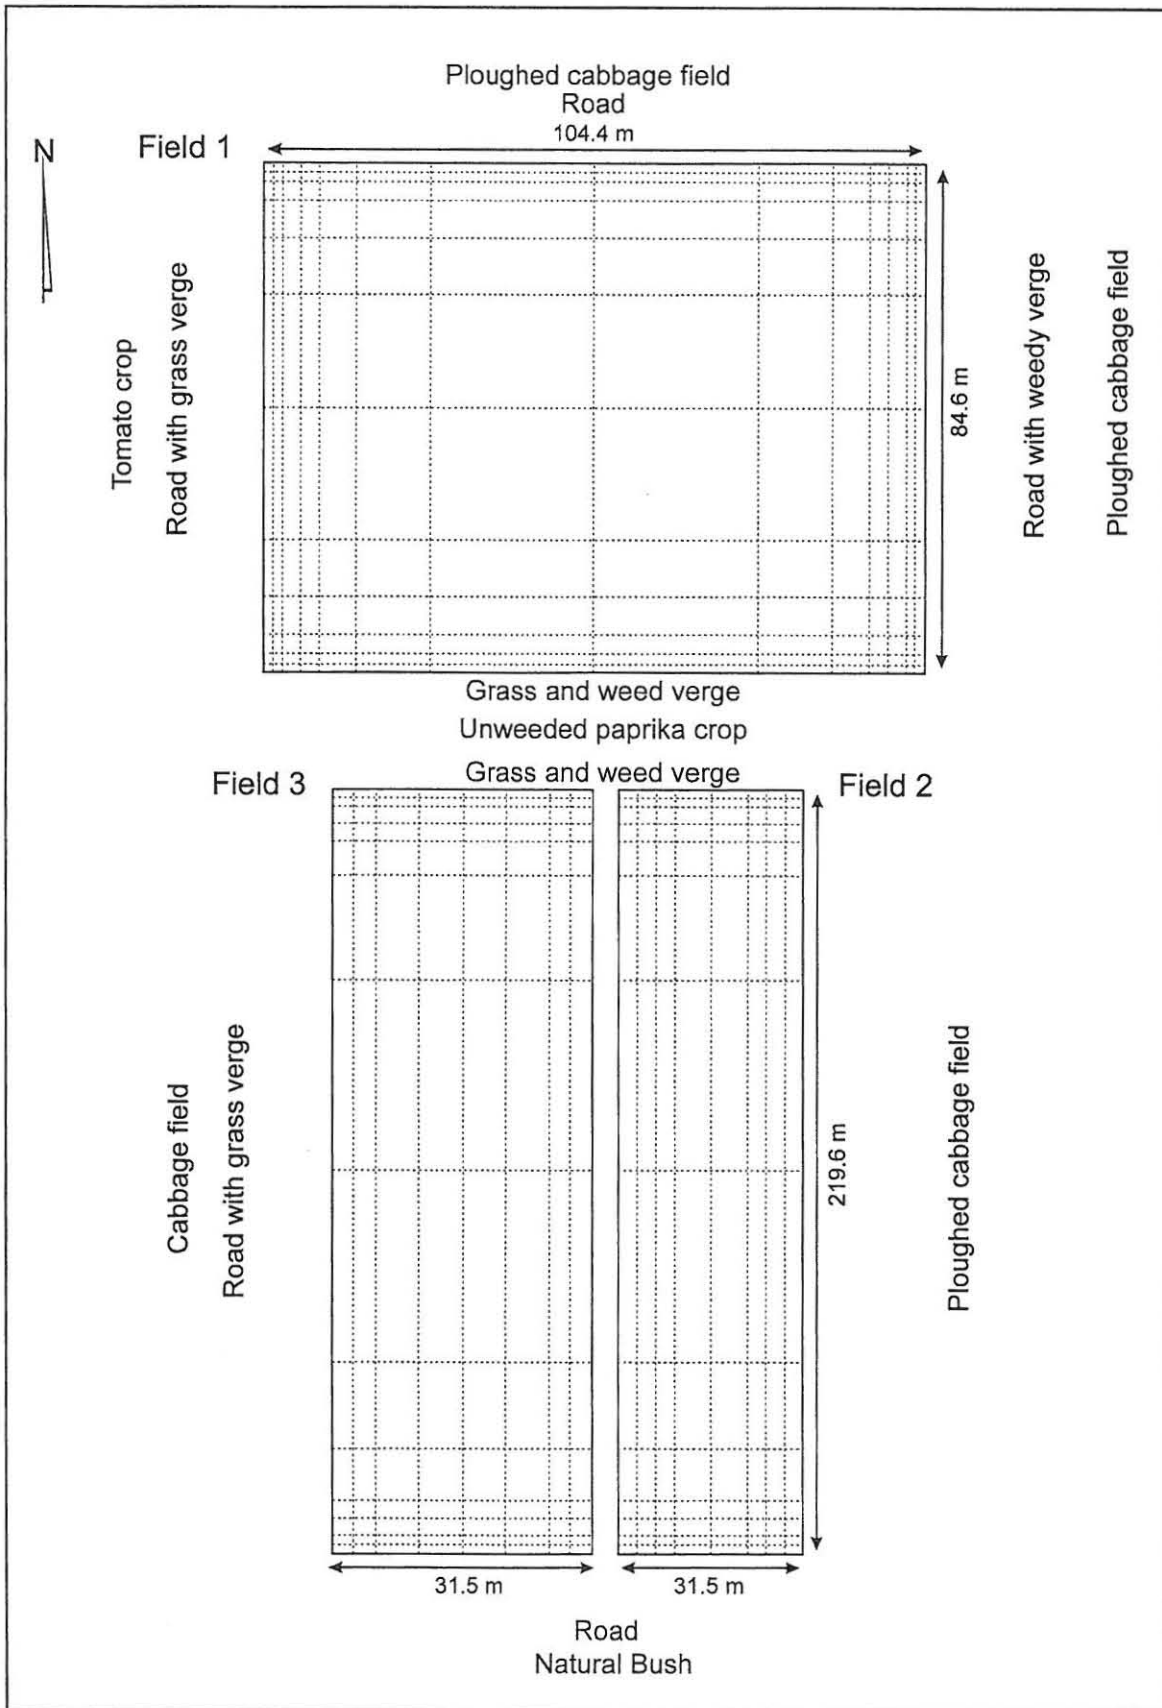 Ploughed cabbage field
Road
104.4 m
N
Field 1
Tomato crop
Road with grass verge
84.6 m
Road with weedy verge
Ploughed cabbage field
Grass and weed verge
Unweeded paprika crop
Grass and weed verge
Field 3
Field 2
Cabbage field
Road with grass verge
219.6 m
Ploughed cabbage field
31.5 m
31.5 m
Road
Natural Bush